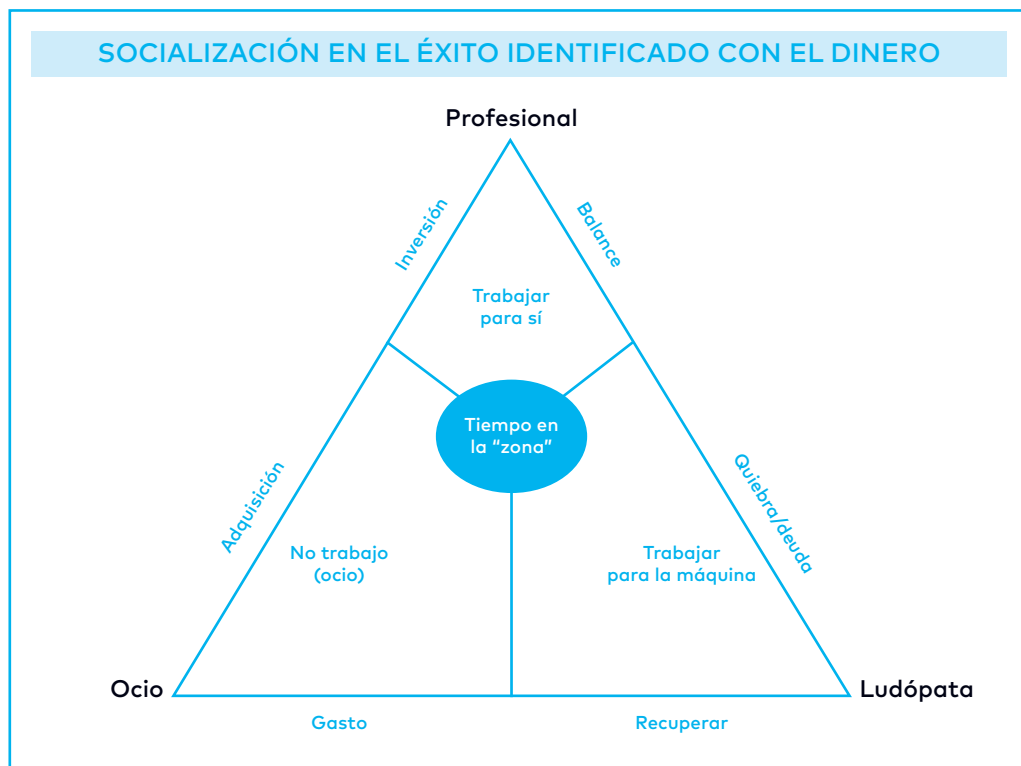 SOCIALIZACIÓN EN EL ÉXITO IDENTIFICADO CON EL DINERO
Profesional
Inversión
Balance
Trabajar
para sí
Tiempo en
la “zona”
Adquisición
Quiebra/deuda
No trabajo
(ocio)
Trabajar
para la máquina
Ocio
Ludópata
Gasto
Recuperar